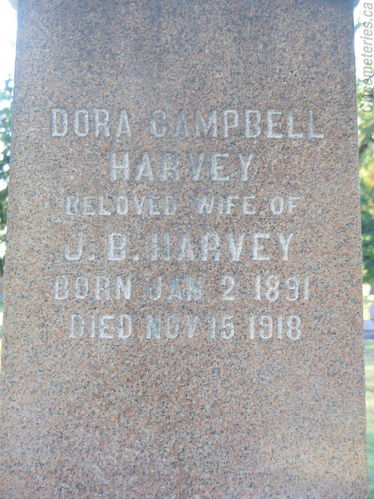 DORA CAMPBELL
HARVEY
BELOVED WIFE OF
J. B. HARVEY
BORN JAN. 2 1891
DIED NOV 15 1918